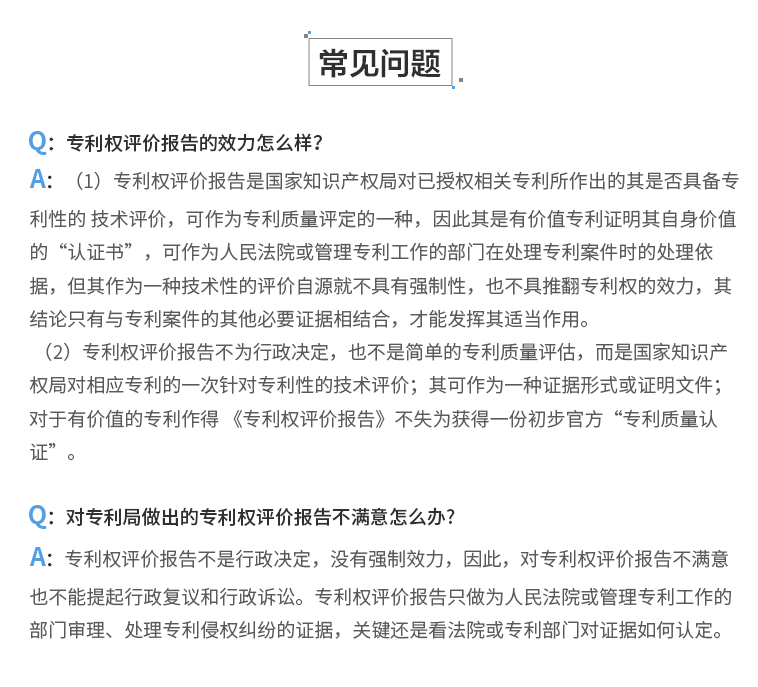 常见问题
Q：专利权评价报告的效力怎么样？
A：（1）专利权评价报告是国家知识产权局对已授权相关专利所作出的其是否具备专
利性的 技术评价，可作为专利质量评定的一种，因此其是有价值专利证明其自身价值
的“认证书”，可作为人民法院或管理专利工作的部门在处理专利案件时的处理依
据，但其作为一种技术性的评价自源就不具有强制性，也不具推翻专利权的效力，其
结论只有与专利案件的其他必要证据相结合，才能发挥其适当作用。
（2）专利权评价报告不为行政决定，也不是简单的专利质量评估，而是国家知识产
权局对相应专利的一次针对专利性的技术评价；其可作为一种证据形式或证明文件；
对于有价值的专利作得 《专利权评价报告》不失为获得一份初步官方“专利质量认
证”。
Q：对专利局做出的专利权评价报告不满意怎么办?
A：专利权评价报告不是行政决定，没有强制效力，因此，对专利权评价报告不满意
也不能提起行政复议和行政诉讼。专利权评价报告只做为人民法院或管理专利工作的
部门审理、处理专利侵权纠纷的证据，关键还是看法院或专利部门对证据如何认定。